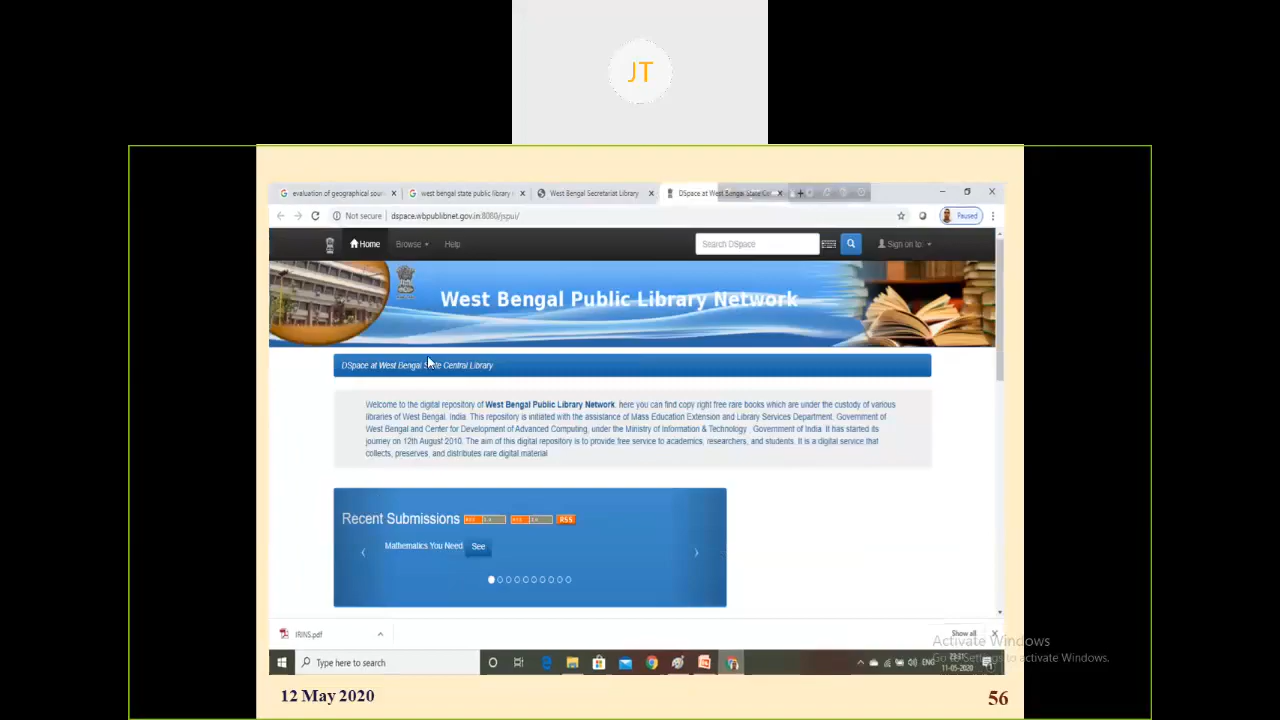 JT
evaluation of geographical sour
west bengal state public library
West Bengal Secretariat Library
DSpace at West Bengal State Ce
Not secure
dspace.wbpublibnet.gov.in:8080/jspui/
Paused
Home
Browse
Help
Search DSpace
Sign on to:
West Bengal Public Library Network
DSpace at West Bengal State Central Library
Welcome to the digital repository of West Bengal Public Library Network, here you can find copy right free rare books which are under the custody of various
libraries of West Bengal, India. This repository is initiated with the assistance of Mass Education Extension and Library Services Department, Government of
West Bengal and Center for Development of Advanced Computing, under the Ministry of Information & Technology , Government of India. It has started its
journey on 12th August 2010. The aim of this digital repository is to provide free service to academics, researchers, and students. It is a digital service that
collects, preserves, and distributes rare digital material
Recent Submissions
RSS
Mathematics You Need
See
IRINS.pdf
Show all
Activate Windows
Go to Settings to activate Windows.
Type here to search
ENG
11-05-2020
12 May 2020
56